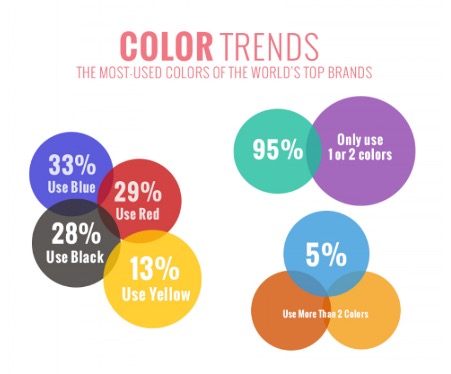 COLOR TRENDS
THE MOST-USED COLORS OF THE WORLD'S TOP BRANDS
33%
Use Blue
29%
Use Red
28%
Use Black
13%
Use Yellow
95%
Only use
1 or 2 colors
5%
Use More Than 2 Colors